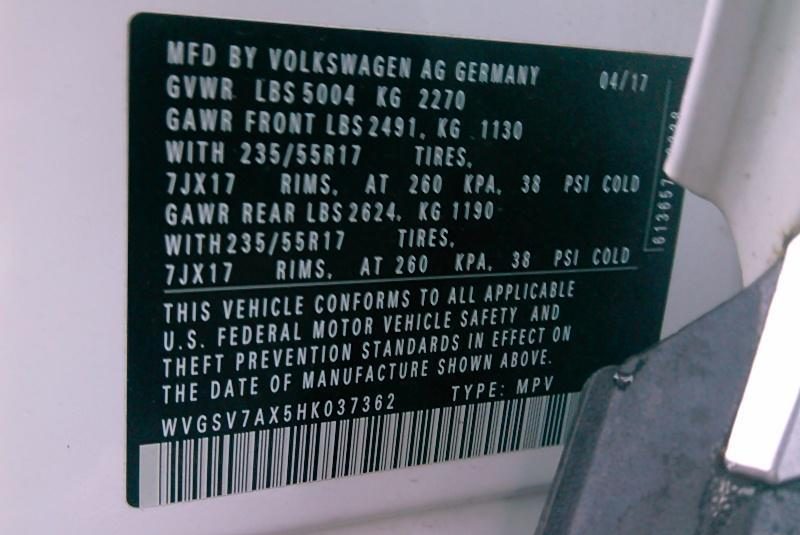 MFD BY VOLKSWAGEN AG GERMANY 04/17
GVWR LBS 5004 KG 2270
GAWR FRONT LBS 2491, KG 1130
WITH 235/55R17 TIRES,
7JX17 RIMS, AT 260 KPA, 38 PSI COLD
GAWR REAR LBS 2624, KG 1190
WITH 235/55R17 TIRES,
7JX17 RIMS, AT 260 KPA, 38 PSI COLD
THIS VEHICLE CONFORMS TO ALL APPLICABLE
U.S. FEDERAL MOTOR VEHICLE SAFETY AND
THEFT PREVENTION STANDARDS IN EFFECT ON
THE DATE OF MANUFACTURE SHOWN ABOVE.
WVGSV7AX5HK037362 TYPE: MPV